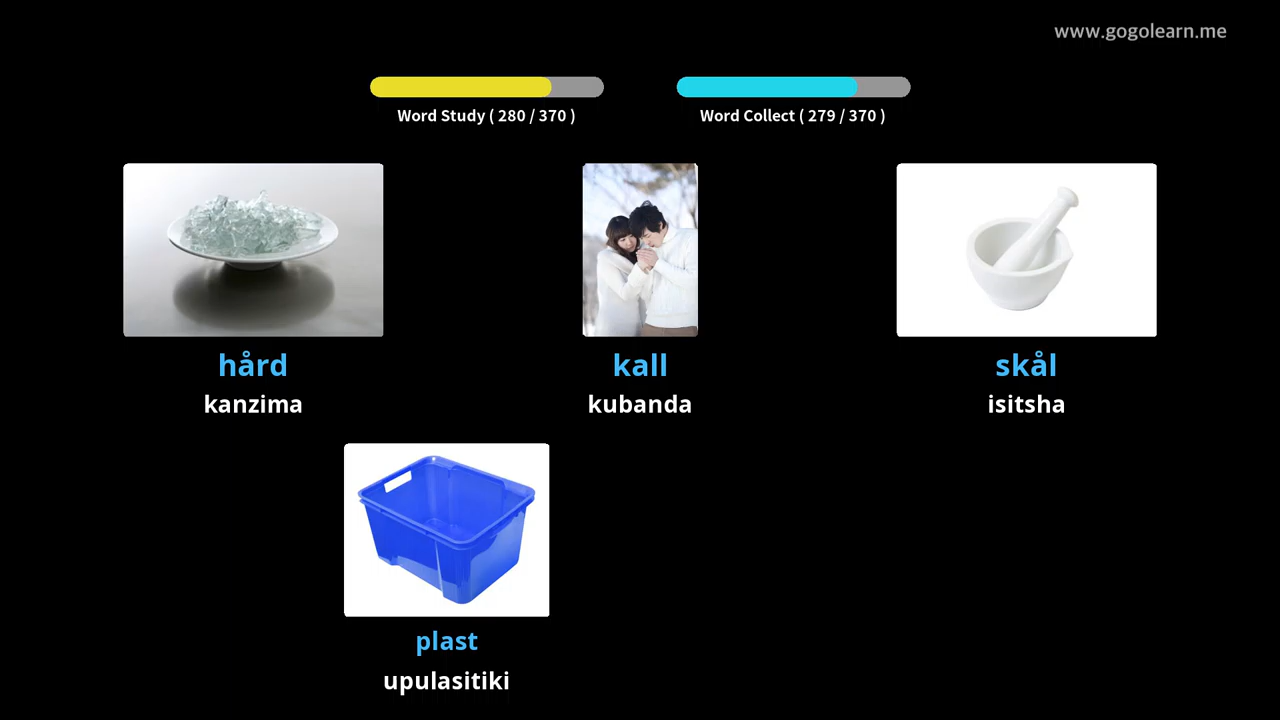 www.gogolearn.me
Word Study ( 280 / 370 )
Word Collect ( 279 / 370 )
hård
kanzima
kall
kubanda
skål
isitsha
plast
upulasitiki